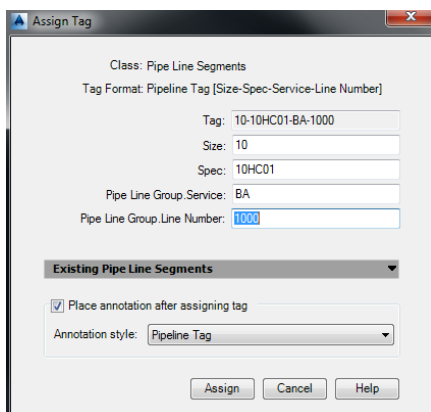 Assign Tag
Class: Pipe Line Segments
Tag Format: Pipeline Tag [Size-Spec-Service-Line Number]
Tag: 10-10HC01-BA-1000
Size: 10
Spec: 10HC01
Pipe Line Group.Service: BA
Pipe Line Group.Line Number: 1000
Existing Pipe Line Segments
Place annotation after assigning tag
Annotation style: Pipeline Tag
Assign Cancel Help